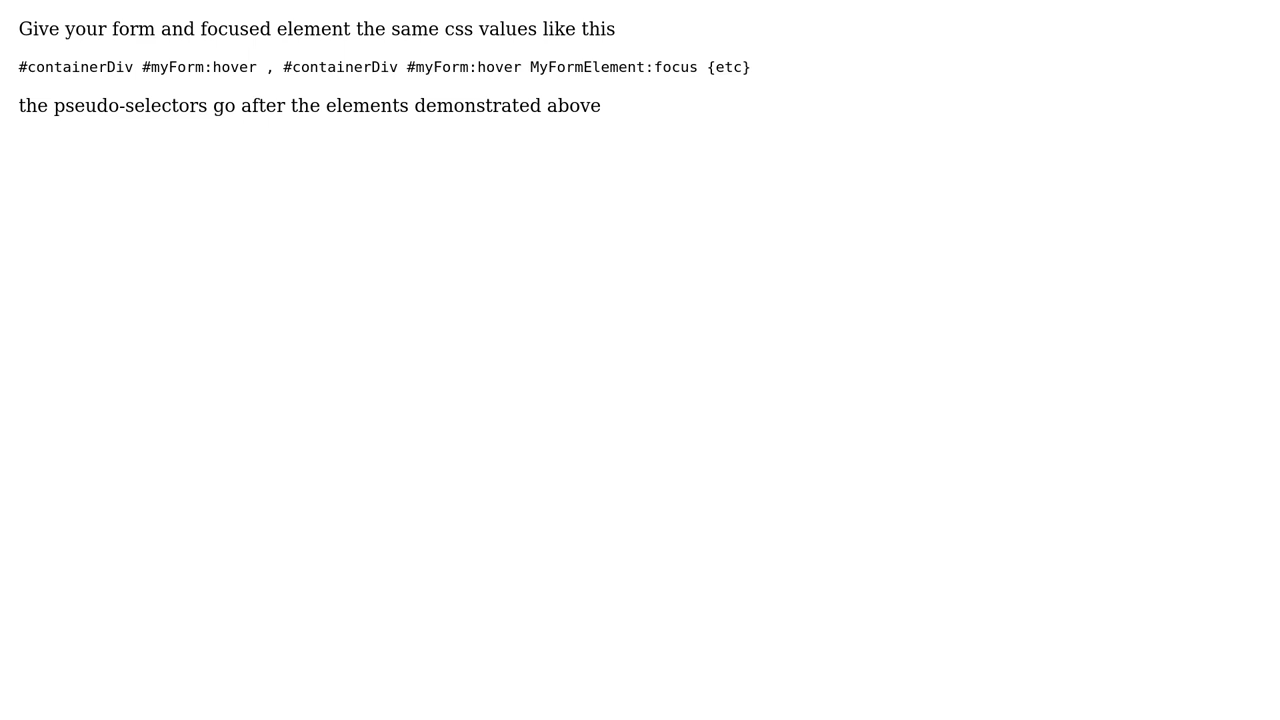 Give your form and focused element the same css values like this
#containerDiv #myForm:hover , #containerDiv #myForm:hover MyFormElement:focus {etc}
the pseudo-selectors go after the elements demonstrated above